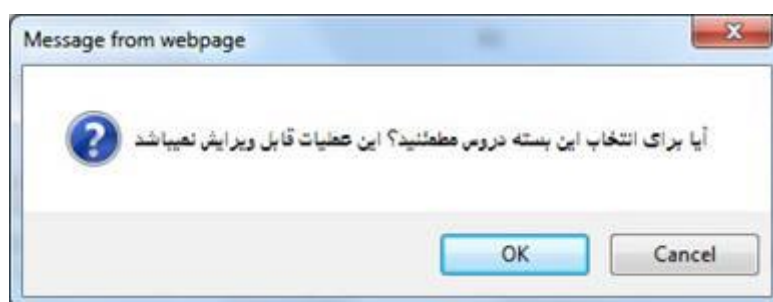 Message from webpage
آیا برای انتخاب این بسته دروس مطمئنید؟ این عملیات قابل ویرایش نمیباشد
OK
Cancel